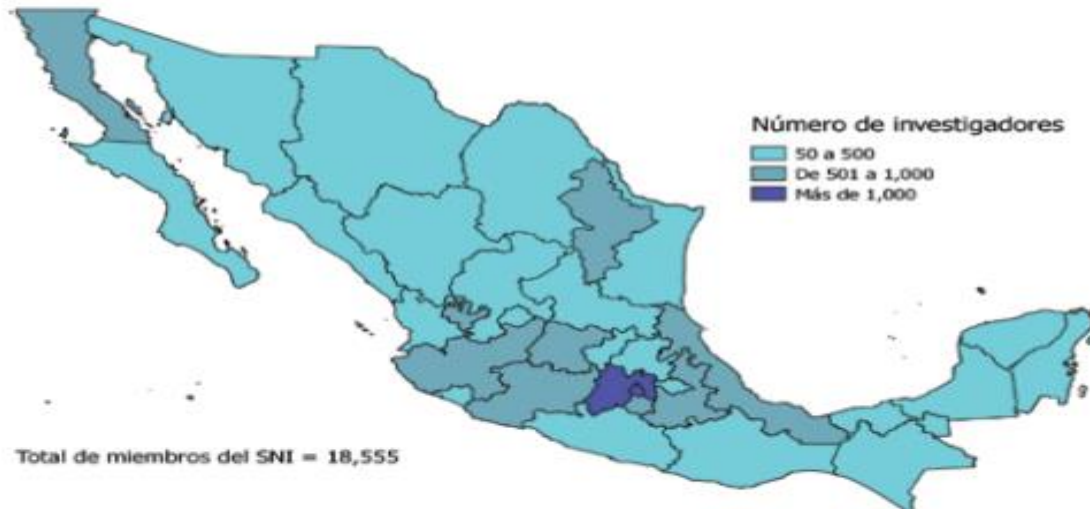 Número de investigadores
50 a 500
De 501 a 1,000
Más de 1,000
Total de miembros del SNI = 18,555